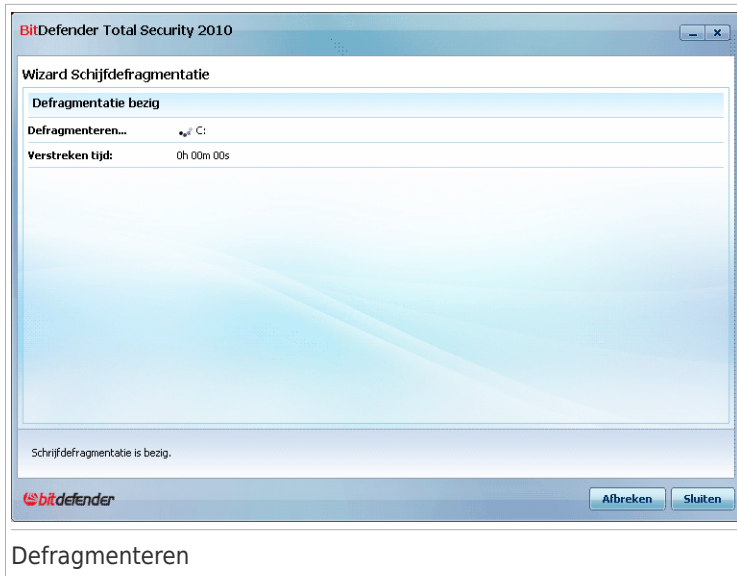 BitDefender Total Security 2010
Wizard Schijfdefragmentatie
Defragmentatie bezig
Defragmenteren... C:
Verstreken tijd: 0h 00m 00s
Schrijfdefragmentatie is bezig.
bitdefender
Afbreken Sluiten
Defragmenteren